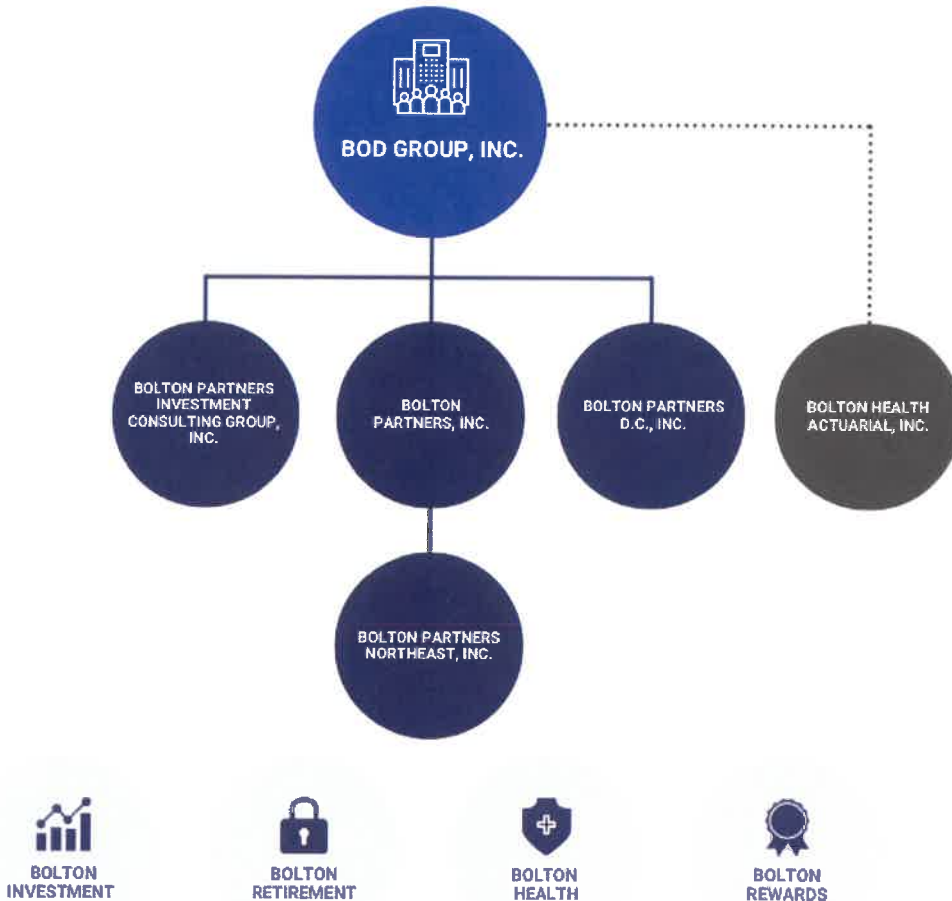 BOD GROUP, INC.
BOLTON PARTNERS
INVESTMENT
CONSULTING GROUP,
INC.
BOLTON
PARTNERS, INC.
BOLTON PARTNERS
D.C., INC.
BOLTON HEALTH
ACTUARIAL, INC.
BOLTON PARTNERS
NORTHEAST, INC.
BOLTON
INVESTMENT
BOLTON
RETIREMENT
BOLTON
HEALTH
BOLTON
REWARDS